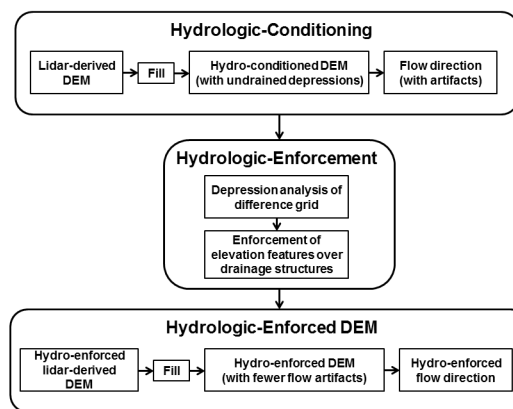 Hydrologic-Conditioning
Lidar-derived
DEM
Fill
Hydro-conditioned DEM
(with undrained depressions)
Flow direction
(with artifacts)
Hydrologic-Enforcement
Depression analysis of
difference grid
Enforcement of
elevation features over
drainage structures
Hydrologic-Enforced DEM
Hydro-enforced
lidar-derived
DEM
Fill
Hydro-enforced DEM
(with fewer flow artifacts)
Hydro-enforced
flow direction